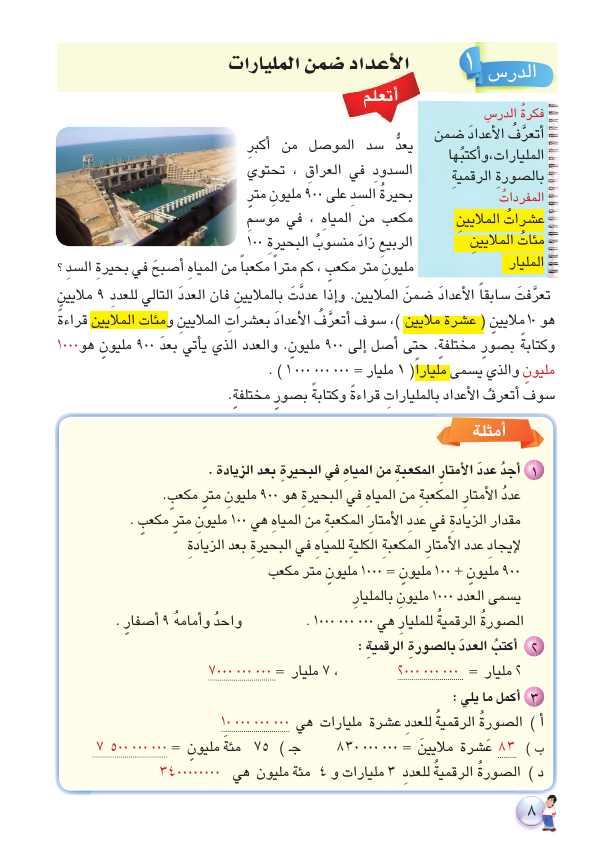 الدرس ١
الأعداد ضمن المليارات
أتعلم
فكرةُ الدرسِ
أتعرَّفُ الأعدادَ ضمن
المليارات،وأكتبُها
بالصورةِ الرقميةِ
المفرداتُ
عشراتُ الملايينِ
مئاتُ الملايينِ
المليار
يعدُّ سد الموصل من أكبرِ
السدودِ في العراقِ ، تحتوي
بحيرةُ السدِ على ٩٠٠ مليون مترٍ
مكعب من المياهِ ، في موسمِ
الربيعِ زادَ منسوبُ البحيرةِ ١٠٠
مليون متر مكعبٍ ، كم متراً مكعباً من المياهِ أصبحَ في بحيرةِ السدِ ؟
تعرَّفتَ سابقاً الأعدادَ ضمنَ الملايين. وإذا عددَّتَ بالملايينِ فان العددَ التالي للعددِ ٩ ملايينَ
هو ١٠ملايينَ ( عشرة ملايين )، سوف أتعرَّفُ الأعدادَ بعشراتِ الملايينِ ومئات الملايين قراءةً
وكتابةً بصورٍ مختلفةٍ، حتى أصل إلى ٩٠٠ مليونٍ، والعدد الذي يأتي بعدَ ٩٠٠ مليونٍ هو ١٠٠٠
مليونٍ والذي يسمى مليارا( ١ مليار = ١٠٠٠ ٠٠٠ ٠٠٠ ) .
سوف أتعرفُ الأعدادَ بالملياراتِ قراءةً وكتابةً بصورٍ مختلفةٍ.
أمثلة
١ أجدُ عددَ الأمتارِ المكعبةِ من المياهِ في البحيرةِ بعد الزيادة .
عددُ الأمتارِ المكعبةِ من المياهِ في البحيرةِ هو ٩٠٠ مليونِ مترٍ مكعبٍ.
مقدار الزيادةِ في عددِ الأمتارِ المكعبة من المياهِ هي ١٠٠ مليونِ مترٍ مكعبٍ .
لإيجادِ عدد الأمتارِ المكعبةِ الكليةِ للمياهِ في البحيرةِ بعد الزيادةِ
٩٠٠ مليون + ١٠٠ مليونٍ = ١٠٠٠ مليون متر مكعب
يسمى العدد ١٠٠٠ مليون بالمليارِ
الصورةُ الرقميةُ للمليارِ هي ١٠٠٠ ٠٠٠ ٠٠٠ . واحدُ وأمامهُ ٩ أصفارٍ .
٢ أكتبُ العددَ بالصورةِ الرقميةِ :
٢ مليار = ٢٠٠٠ ٠٠٠ ٠٠٠ ، ٧ مليار = ٧٠٠٠ ٠٠٠ ٠٠٠
٣ أكمل ما يلي :
أ ) الصورةُ الرقميةُ للعددِ عشرة مليارات هي ١٠ ٠٠٠ ٠٠٠ ٠٠٠
ب ) ٨٣ عَشرة ملايينَ = ٨٣٠ ٠٠٠ ٠٠٠ جـ ) ٧٥ مئةَ مليونٍ = ٧ ٥٠٠ ٠٠٠ ٠٠٠
د ) الصورةُ الرقميةُ للعددِ ٣ مليارات و ٤ مئة مليون هي ٣٤٠٠٠٠٠٠٠٠
٨